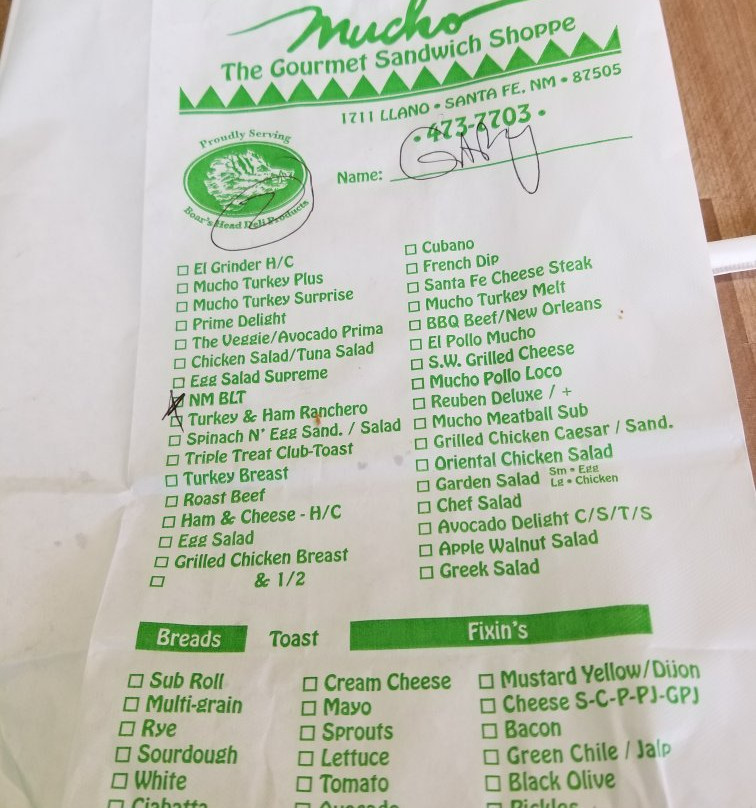 Mucho
The Gourmet Sandwich Shoppe
1711 LLANO • SANTA FE, NM • 87505
• 473-7703 •
Proudly Serving
Boar's Head Deli Products
Name: GARY
El Grinder H/C
Mucho Turkey Plus
Mucho Turkey Surprise
Prime Delight
The Veggie/Avocado Prima
Chicken Salad/Tuna Salad
Egg Salad Supreme
NM BLT
Turkey & Ham Ranchero
Spinach N' Egg Sand. / Salad
Triple Treat Club-Toast
Turkey Breast
Roast Beef
Ham & Cheese - H/C
Egg Salad
Grilled Chicken Breast
& 1/2
Cubano
French Dip
Santa Fe Cheese Steak
Mucho Turkey Melt
BBQ Beef/New Orleans
El Pollo Mucho
S.W. Grilled Cheese
Mucho Pollo Loco
Reuben Deluxe / +
Mucho Meatball Sub
Grilled Chicken Caesar / Sand.
Oriental Chicken Salad
Garden Salad Sm • Egg
Lg • Chicken
Chef Salad
Avocado Delight C/S/T/S
Apple Walnut Salad
Greek Salad
Breads Toast
Sub Roll
Multi-grain
Rye
Sourdough
White
Ciabatta
Fixin's
Cream Cheese
Mayo
Sprouts
Lettuce
Tomato
Avocado
Mustard Yellow/Dijon
Cheese S-C-P-PJ-GPJ
Bacon
Green Chile / Jalp
Black Olive
Pickles